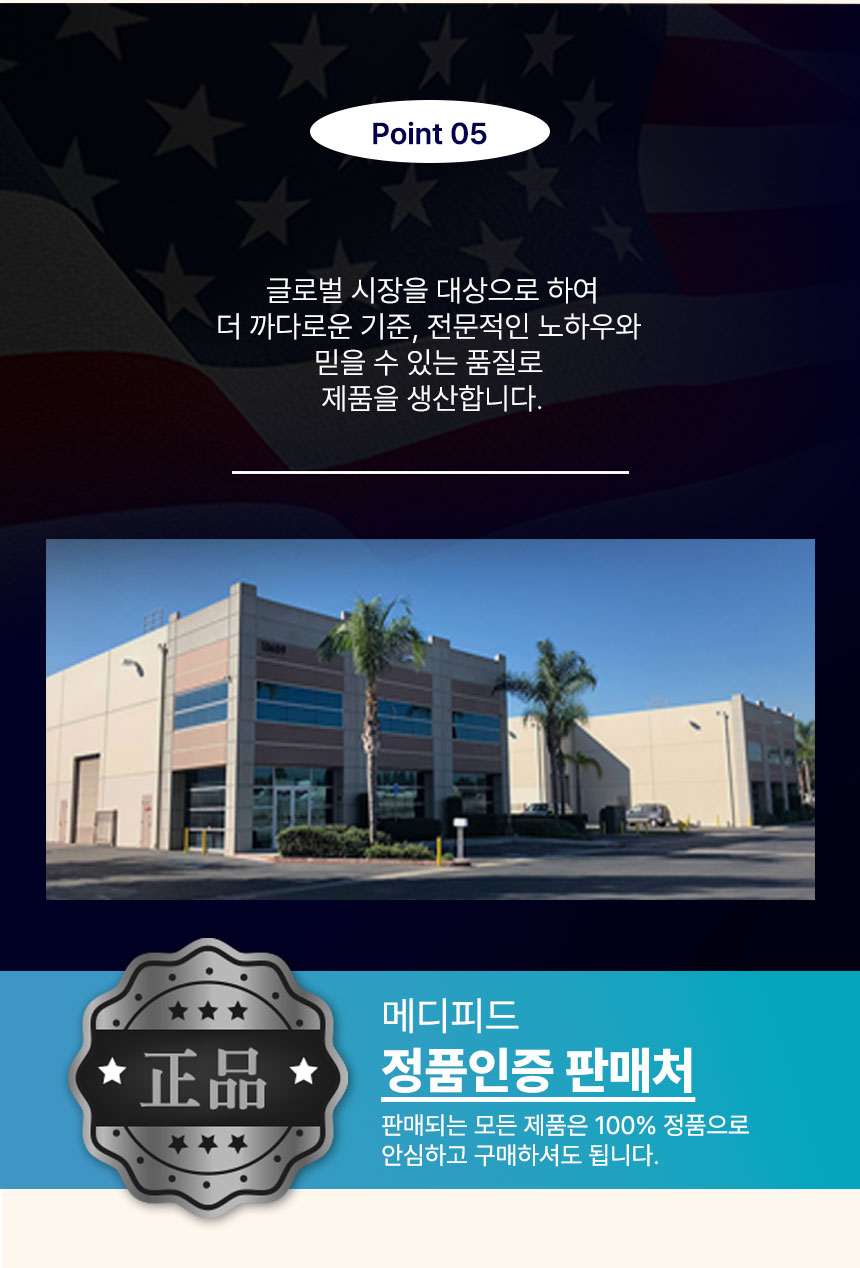 Point 05
글로벌 시장을 대상으로 하여
더 까다로운 기준, 전문적인 노하우와
믿을 수 있는 품질로
제품을 생산합니다.
正品
메디피드
정품인증 판매처
판매되는 모든 제품은 100% 정품으로
안심하고 구매하셔도 됩니다.